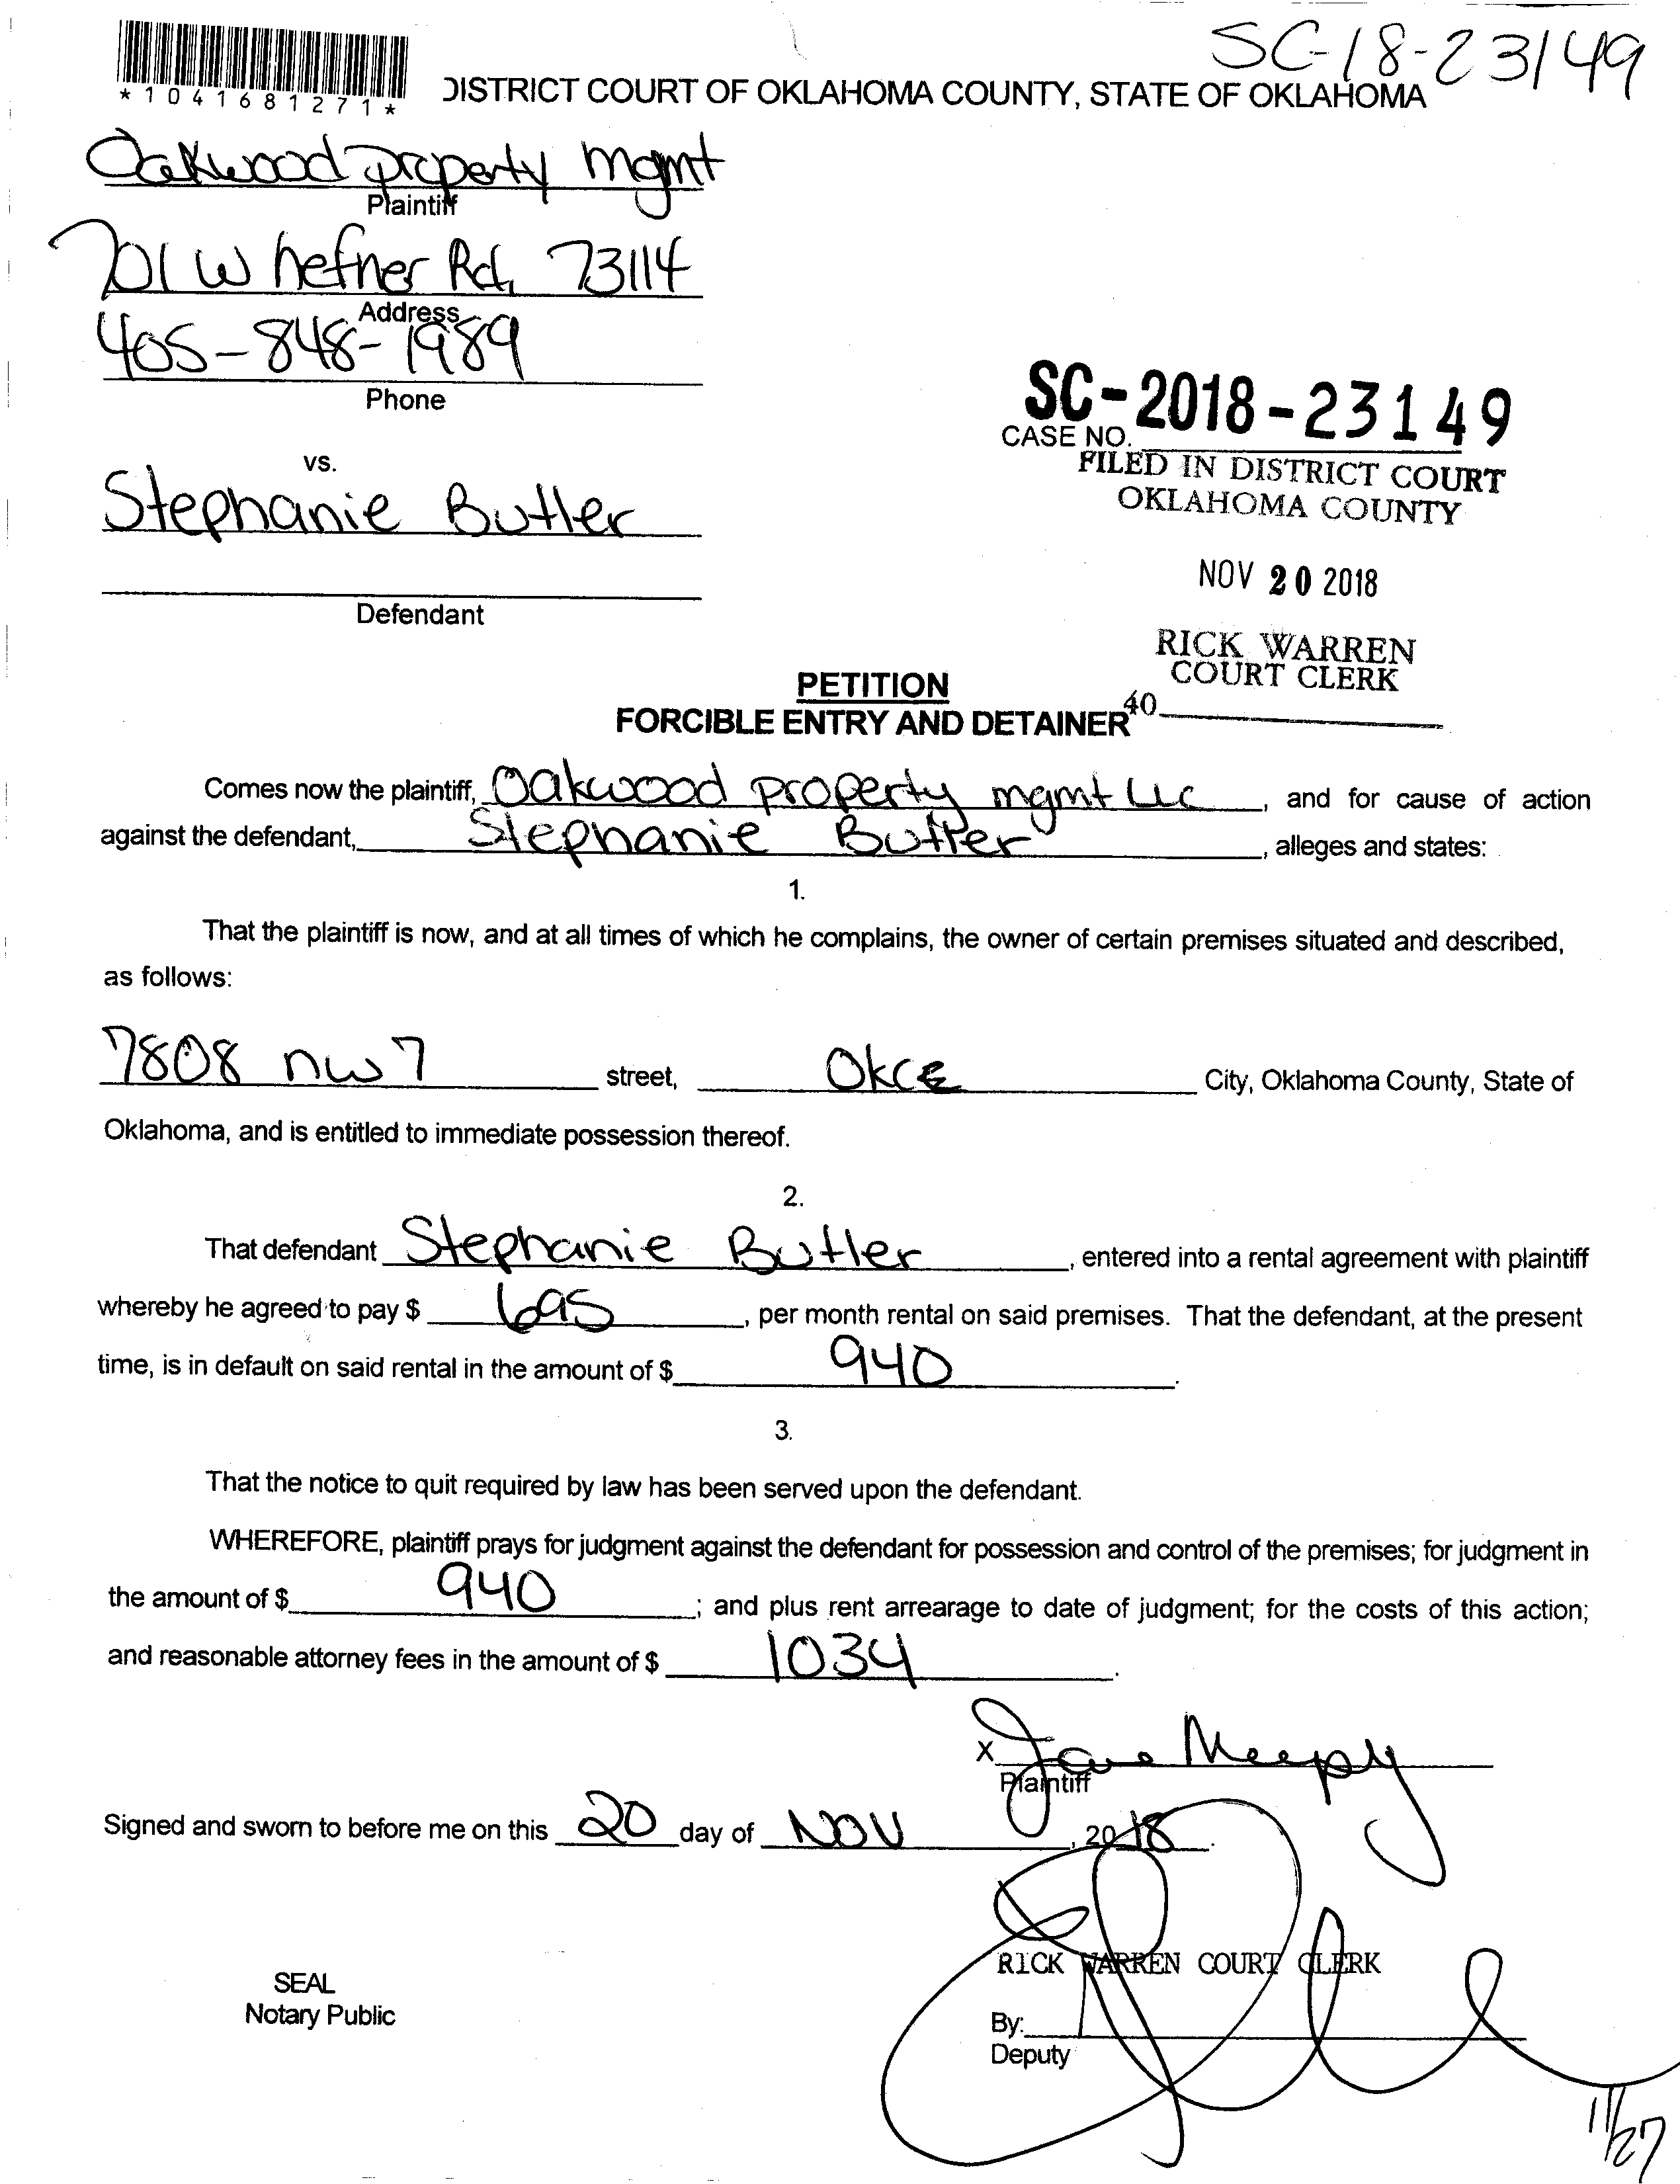 SC-18-23149
*1041681271*
DISTRICT COURT OF OKLAHOMA COUNTY, STATE OF OKLAHOMA
Oakwood property mgmt
Plaintiff
701 W hefner Rd, 73114
Address
405-848-1989
Phone
SC-2018-23149
CASE NO.
vs.
FILED IN DISTRICT COURT
OKLAHOMA COUNTY
Stephanie Butler
NOV 20 2018
Defendant
RICK WARREN
COURT CLERK
PETITION
40
FORCIBLE ENTRY AND DETAINER
Comes now the plaintiff, Oakwood property mgmt LLC, and for cause of action
against the defendant, Stephanie Butler, alleges and states:
1.
That the plaintiff is now, and at all times of which he complains, the owner of certain premises situated and described,
as follows:
7808 nw 7 street, OKC City, Oklahoma County, State of
Oklahoma, and is entitled to immediate possession thereof.
2.
That defendant Stephanie Butler, entered into a rental agreement with plaintiff
whereby he agreed to pay $ 695, per month rental on said premises. That the defendant, at the present
time, is in default on said rental in the amount of $ 940.
3.
That the notice to quit required by law has been served upon the defendant.
WHEREFORE, plaintiff prays for judgment against the defendant for possession and control of the premises; for judgment in
the amount of $ 940; and plus rent arrearage to date of judgment; for the costs of this action;
and reasonable attorney fees in the amount of $ 1034.
X
Plaintiff
Signed and sworn to before me on this 20 day of NOV, 2018.
RICK WARREN COURT CLERK
SEAL
Notary Public
By:
Deputy
11/27